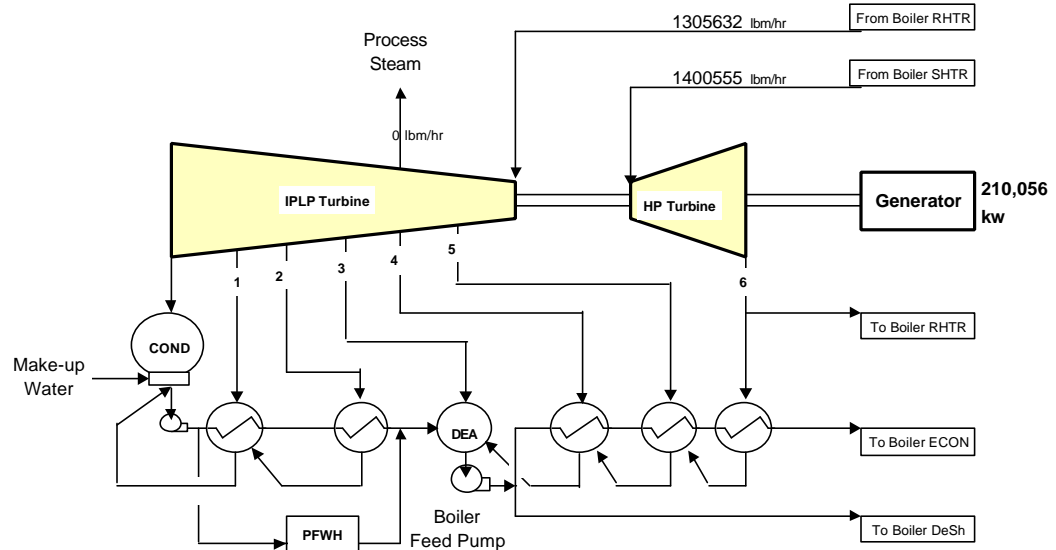 1305632 lbm/hr
From Boiler RHTR
Process
Steam
1400555 lbm/hr
From Boiler SHTR
0 lbm/hr
IPLP Turbine
HP Turbine
Generator
210,056
kw
1
2
3
4
5
6
COND
To Boiler RHTR
Make-up
Water
DEA
To Boiler ECON
PFWH
Boiler
Feed Pump
To Boiler DeSh